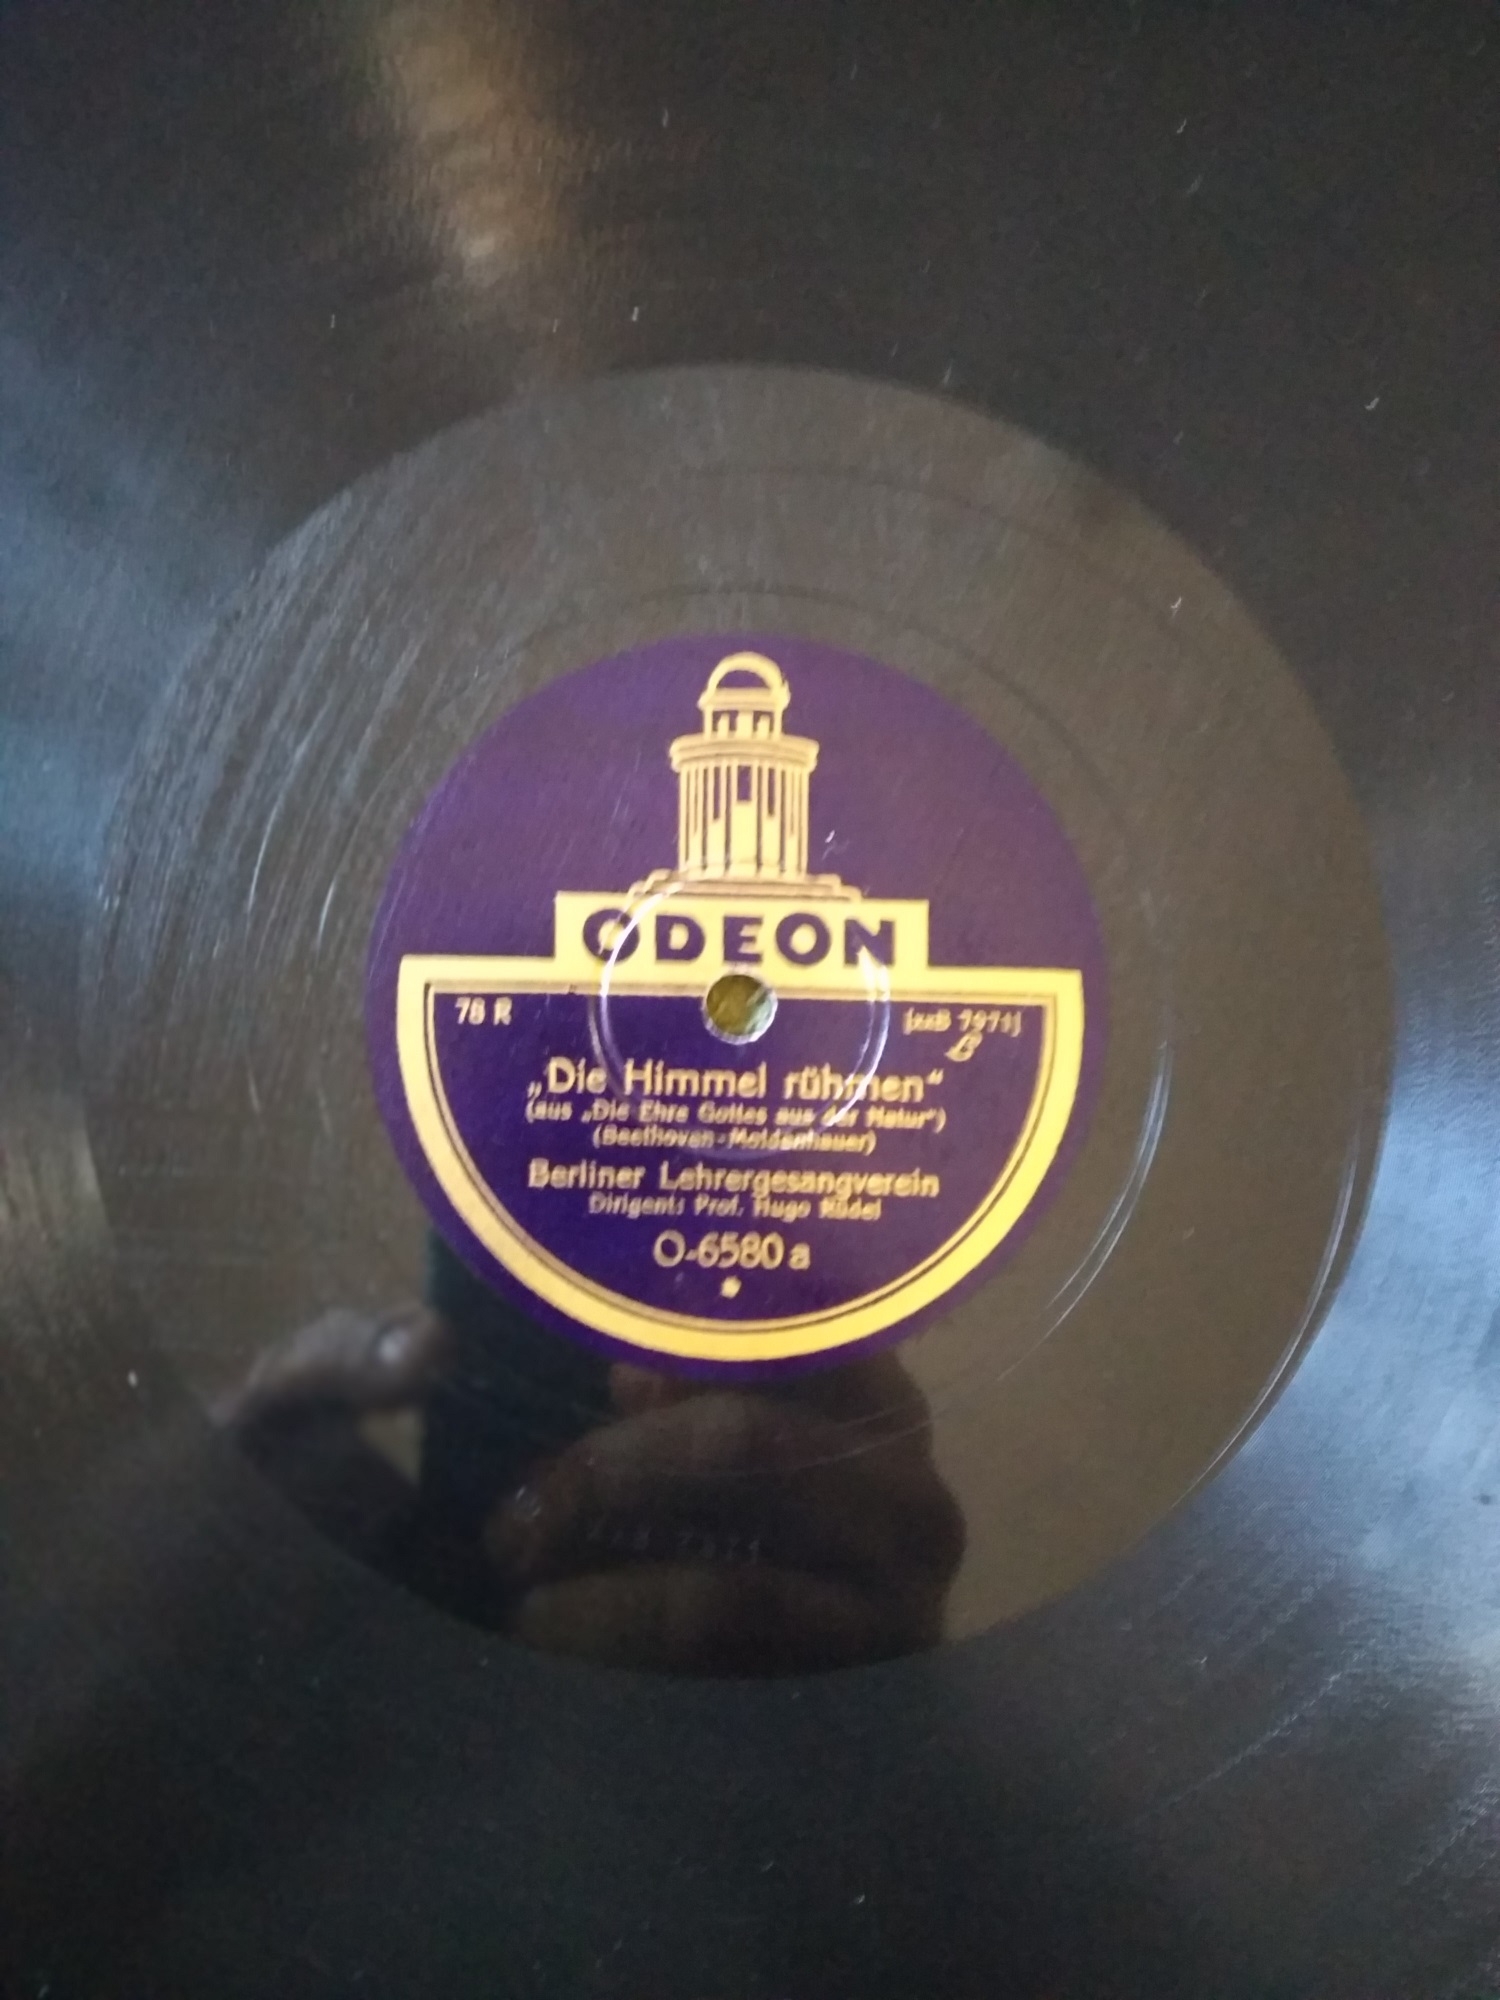 ODEON
78 R
[xxB 7971]
B
„Die Himmel rühmen“
(aus „Die Ehre Gottes aus der Natur“)
(Beethoven-Moldenhauer)
Berliner Lehrergesangverein
Dirigent: Prof. Hugo Rüdel
O-6580 a